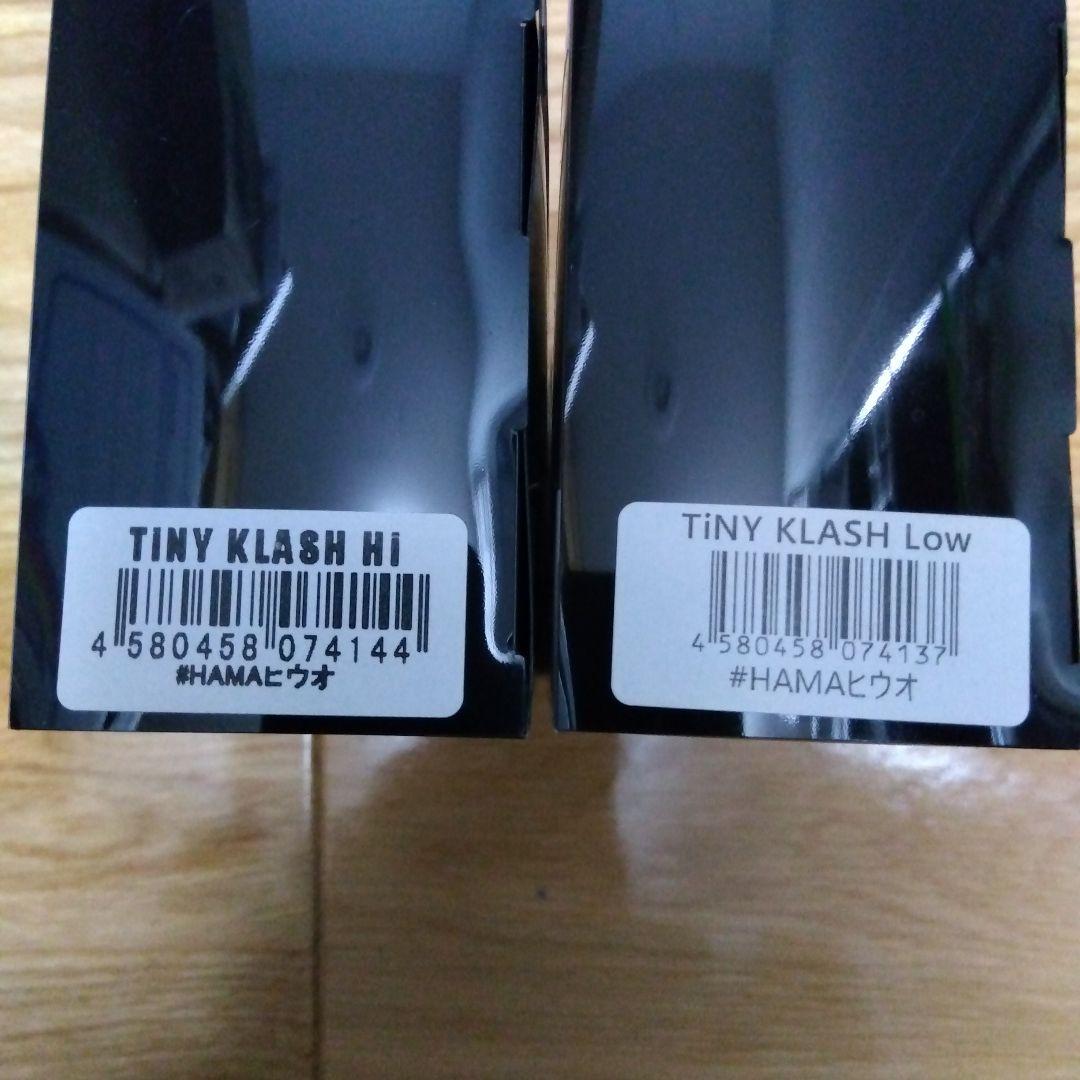 TiNY KLASH Hi
4 580458 074144
#HAMAヒウオ
TiNY KLASH Low
4 580458 074137
#HAMAヒウオ